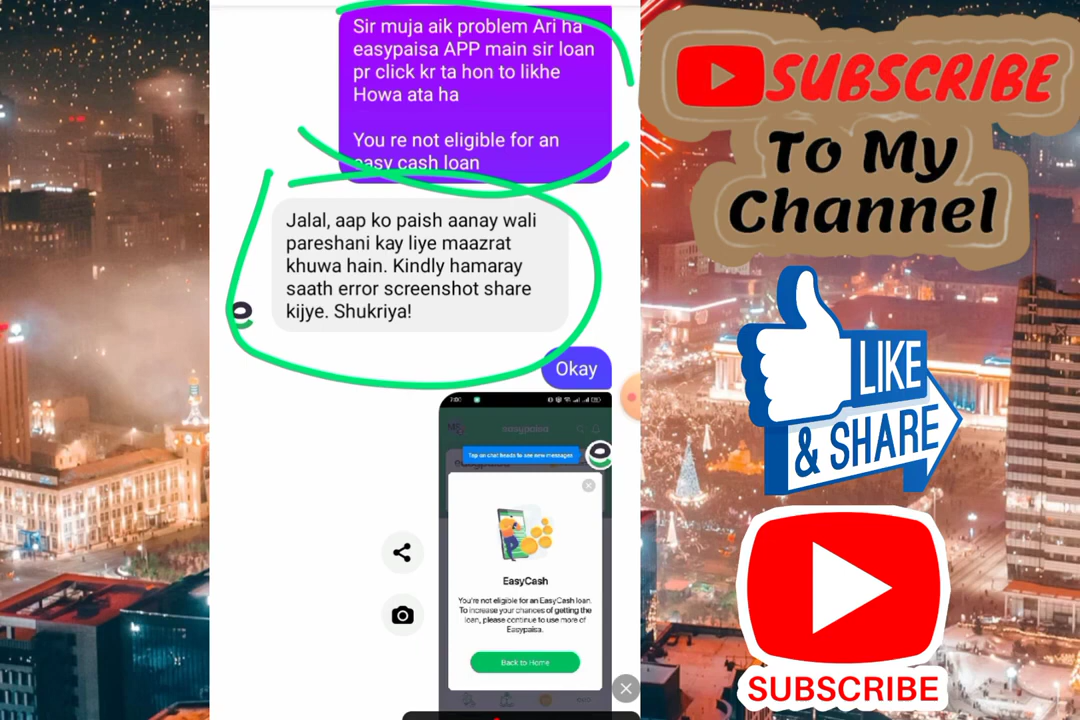 Sir muja aik problem Ari ha
easypaisa APP main sir loan
pr click kr ta hon to likhe
Howa ata ha
You re not eligible for an
easy cash loan
Jalal, aap ko paish aanay wali
pareshani kay liye maazrat
khuwa hain. Kindly hamaray
saath error screenshot share
kijye. Shukriya!
Okay
7:00
easypaisa
Tap on chat heads to see new messages
EasyCash
You're not eligible for an EasyCash loan.
To increase your chances of getting the
loan, please continue to use more of
Easypaisa.
Back to Home
SUBSCRIBE
To My
Channel
LIKE
& SHARE
SUBSCRIBE